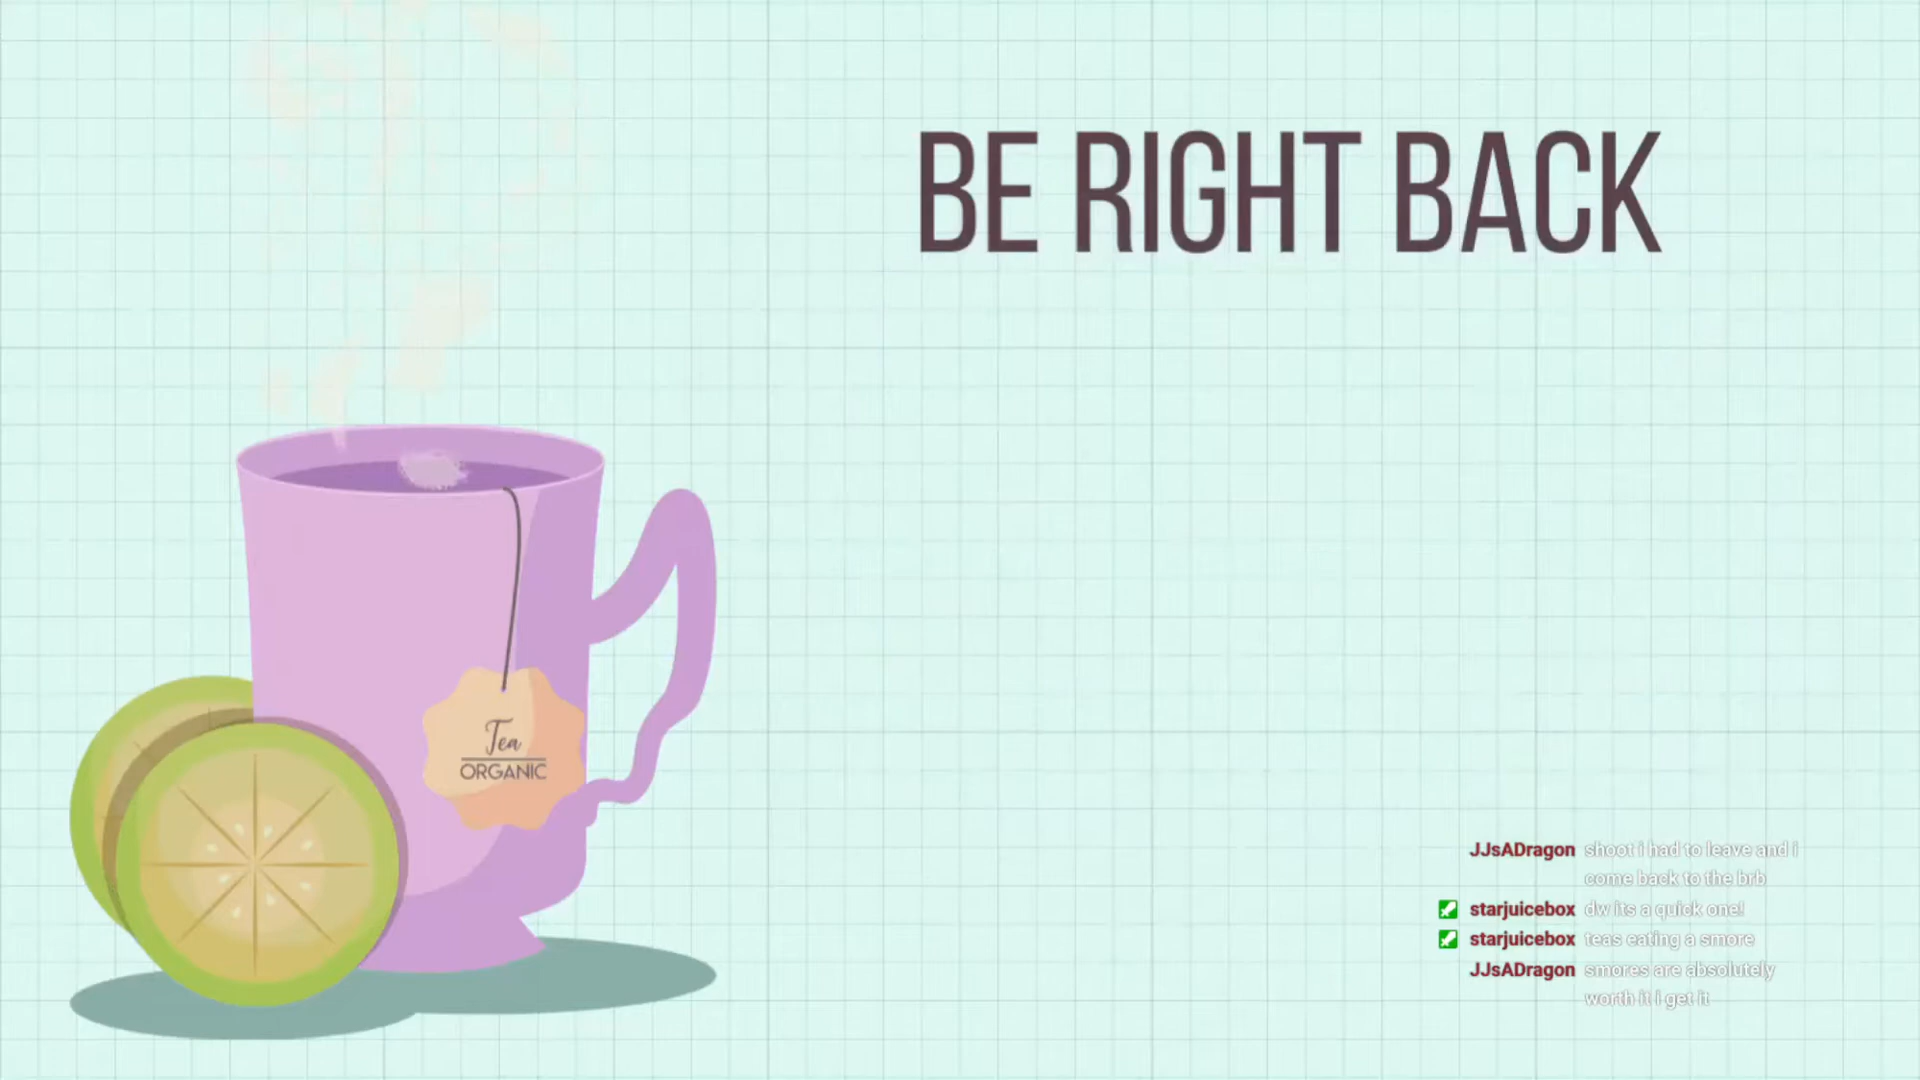 BE RIGHT BACK
Tea
ORGANIC
JJsADragon shoot i had to leave and i
come back to the brb
starjuicebox dw its a quick one!
starjuicebox teas eating a smore
JJsADragon smores are absolutely
worth it i get it